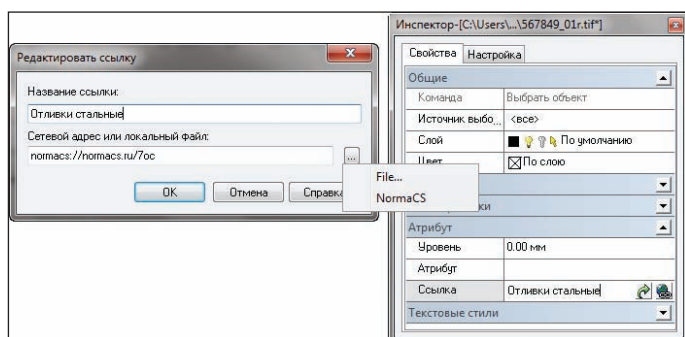 Редактировать ссылку
Название ссылки:
Отливки стальные
Сетевой адрес или локальный файл:
normacs://normacs.ru/7oc
...
ОК
Отмена
Справка
File...
NormaCS
Инспектор-[C:\Users\...\567849_01r.tif*]
Свойства
Настройка
Общие
Команда
Выбрать объект
Источник выбо...
<все>
Слой
По умолчанию
Цвет
По слою
Атрибут
Уровень
0.00 мм
Атрибут
Ссылка
Отливки стальные
Текстовые стили